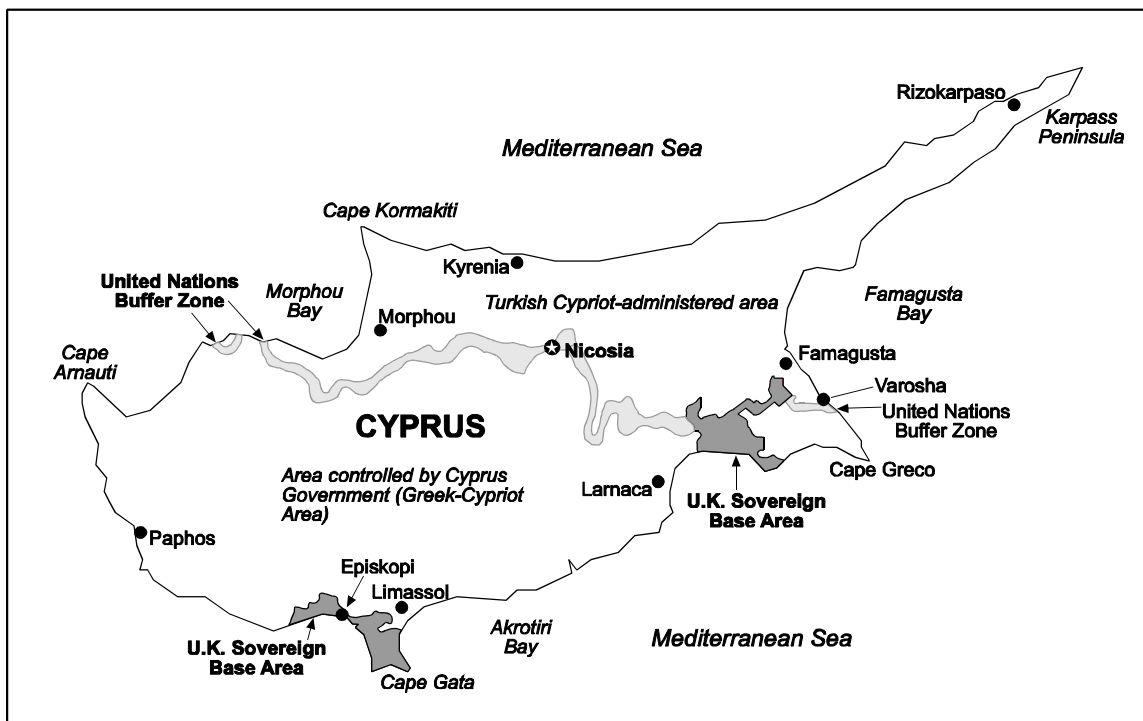 Rizokarpaso
Karpass
Peninsula
Mediterranean Sea
Cape Kormakiti
Kyrenia
United Nations
Buffer Zone
Morphou
Bay
Turkish Cypriot-administered area
Famagusta
Bay
Morphou
Nicosia
Cape
Arnauti
Famagusta
Varosha
United Nations
Buffer Zone
CYPRUS
Cape Greco
Area controlled by Cyprus
Government (Greek-Cypriot
Area)
Larnaca
U.K. Sovereign
Base Area
Paphos
Episkopi
Limassol
Akrotiri
Bay
Mediterranean Sea
U.K. Sovereign
Base Area
Cape Gata